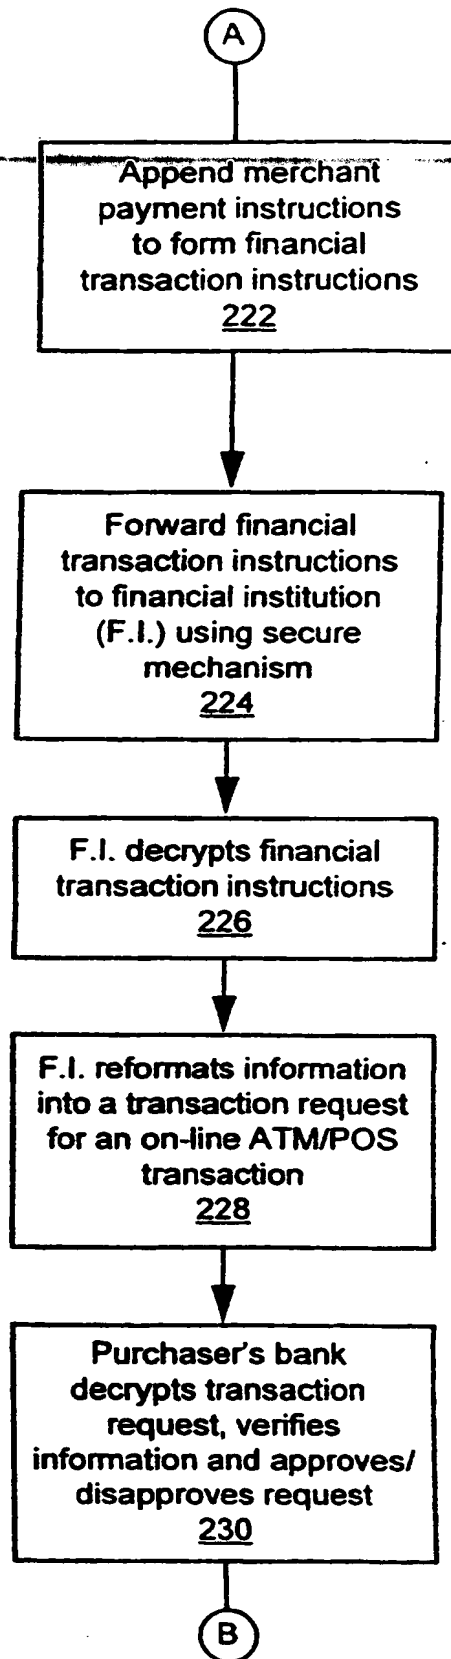 A
Append merchant
payment instructions
to form financial
transaction instructions
222
Forward financial
transaction instructions
to financial institution
(F.I.) using secure
mechanism
224
F.I. decrypts financial
transaction instructions
226
F.I. reformats information
into a transaction request
for an on-line ATM/POS
transaction
228
Purchaser's bank
decrypts transaction
request, verifies
information and approves/
disapproves request
230
B